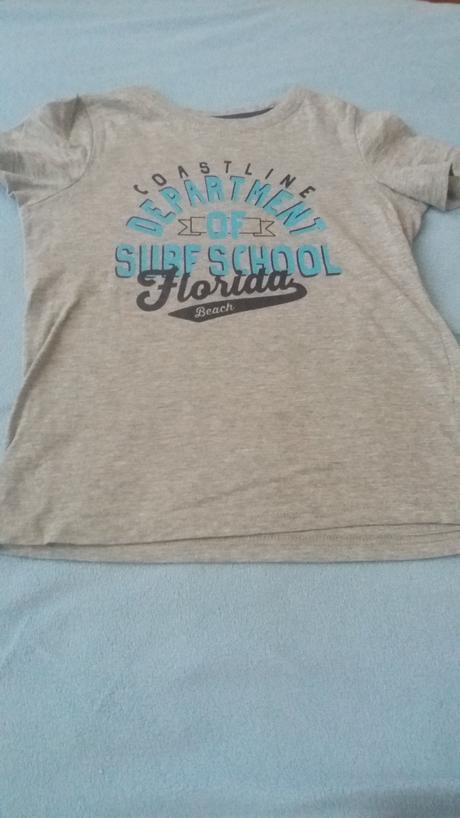 COASTLINE
DEPARTMENT
OF
SURF SCHOOL
Florida
Beach